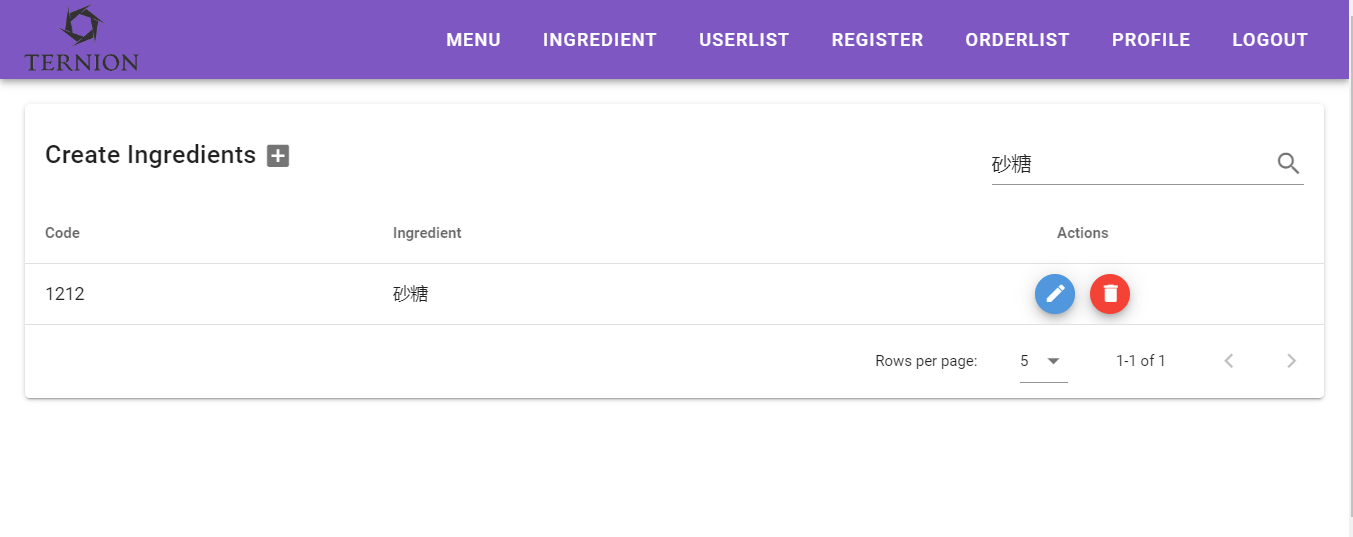 TERNION
MENU INGREDIENT USERLIST REGISTER ORDERLIST PROFILE LOGOUT
Create Ingredients
砂糖
Code Ingredient Actions
1212 砂糖
Rows per page: 5 1-1 of 1